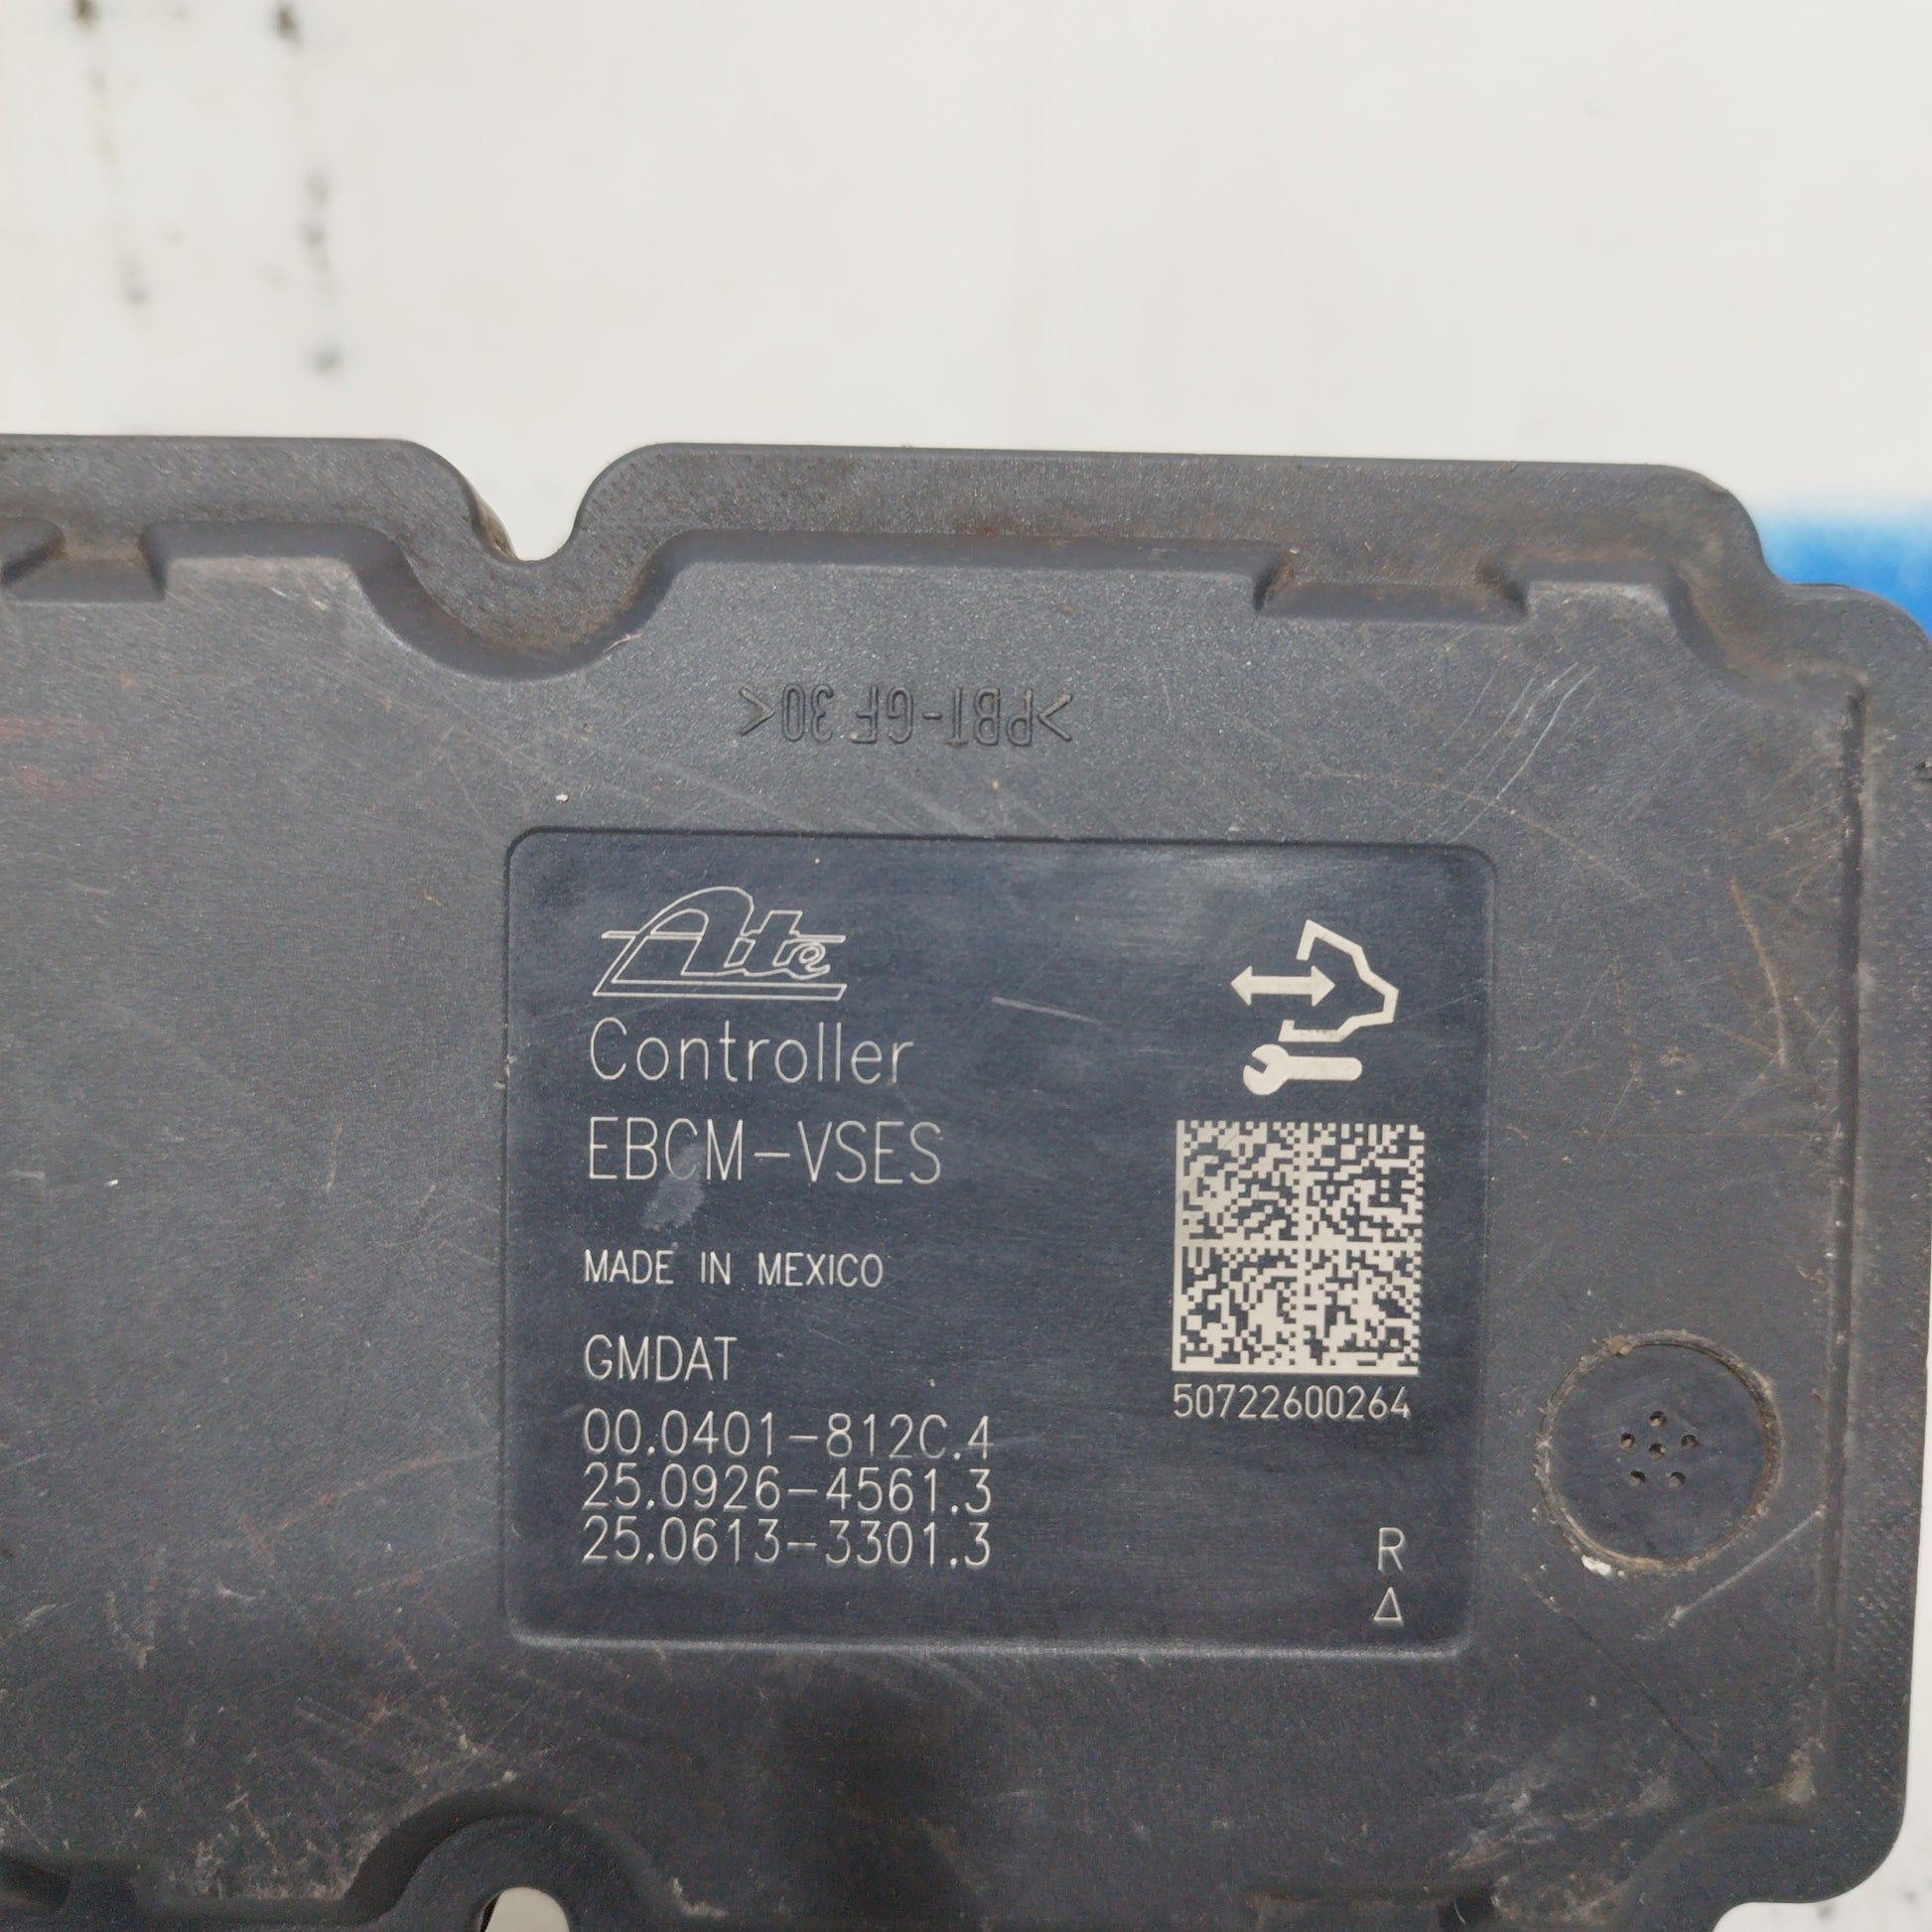 >PBT-GF 30<
Ate
Controller
EBCM-VSES
MADE IN MEXICO
GMDAT
00.0401-812C.4
25.0926-4561.3
25.0613-3301.3
50722600264
R